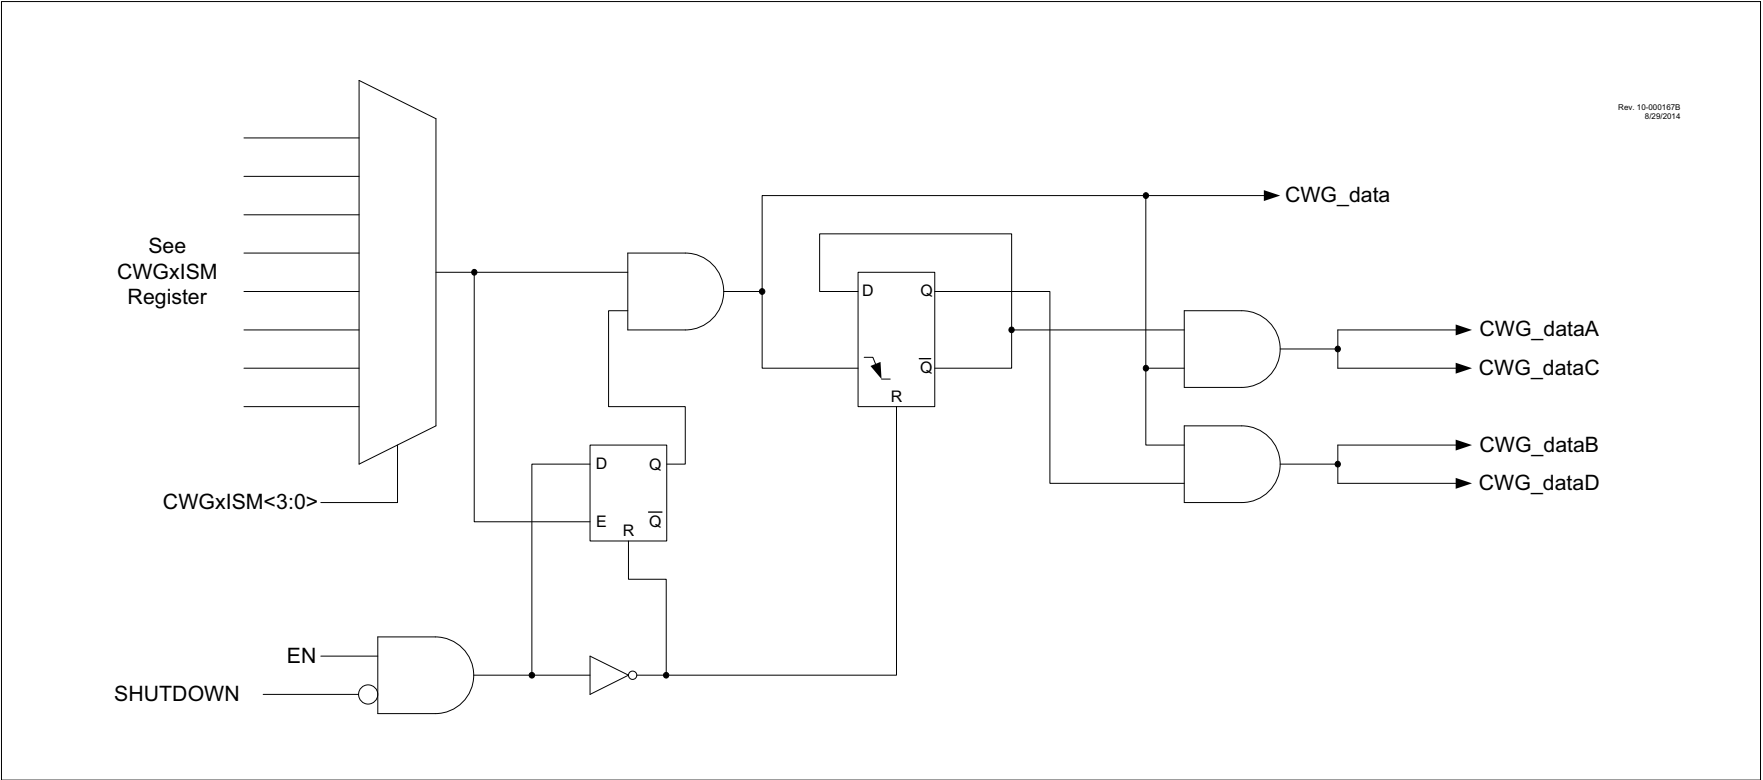 Rev. 10-000167B
8/29/2014
CWG_data
See
CWGxISM
Register
D
Q
Q
R
CWG_dataA
CWG_dataC
CWG_dataB
CWG_dataD
D
Q
E
R
Q
CWGxISM<3:0>
EN
SHUTDOWN